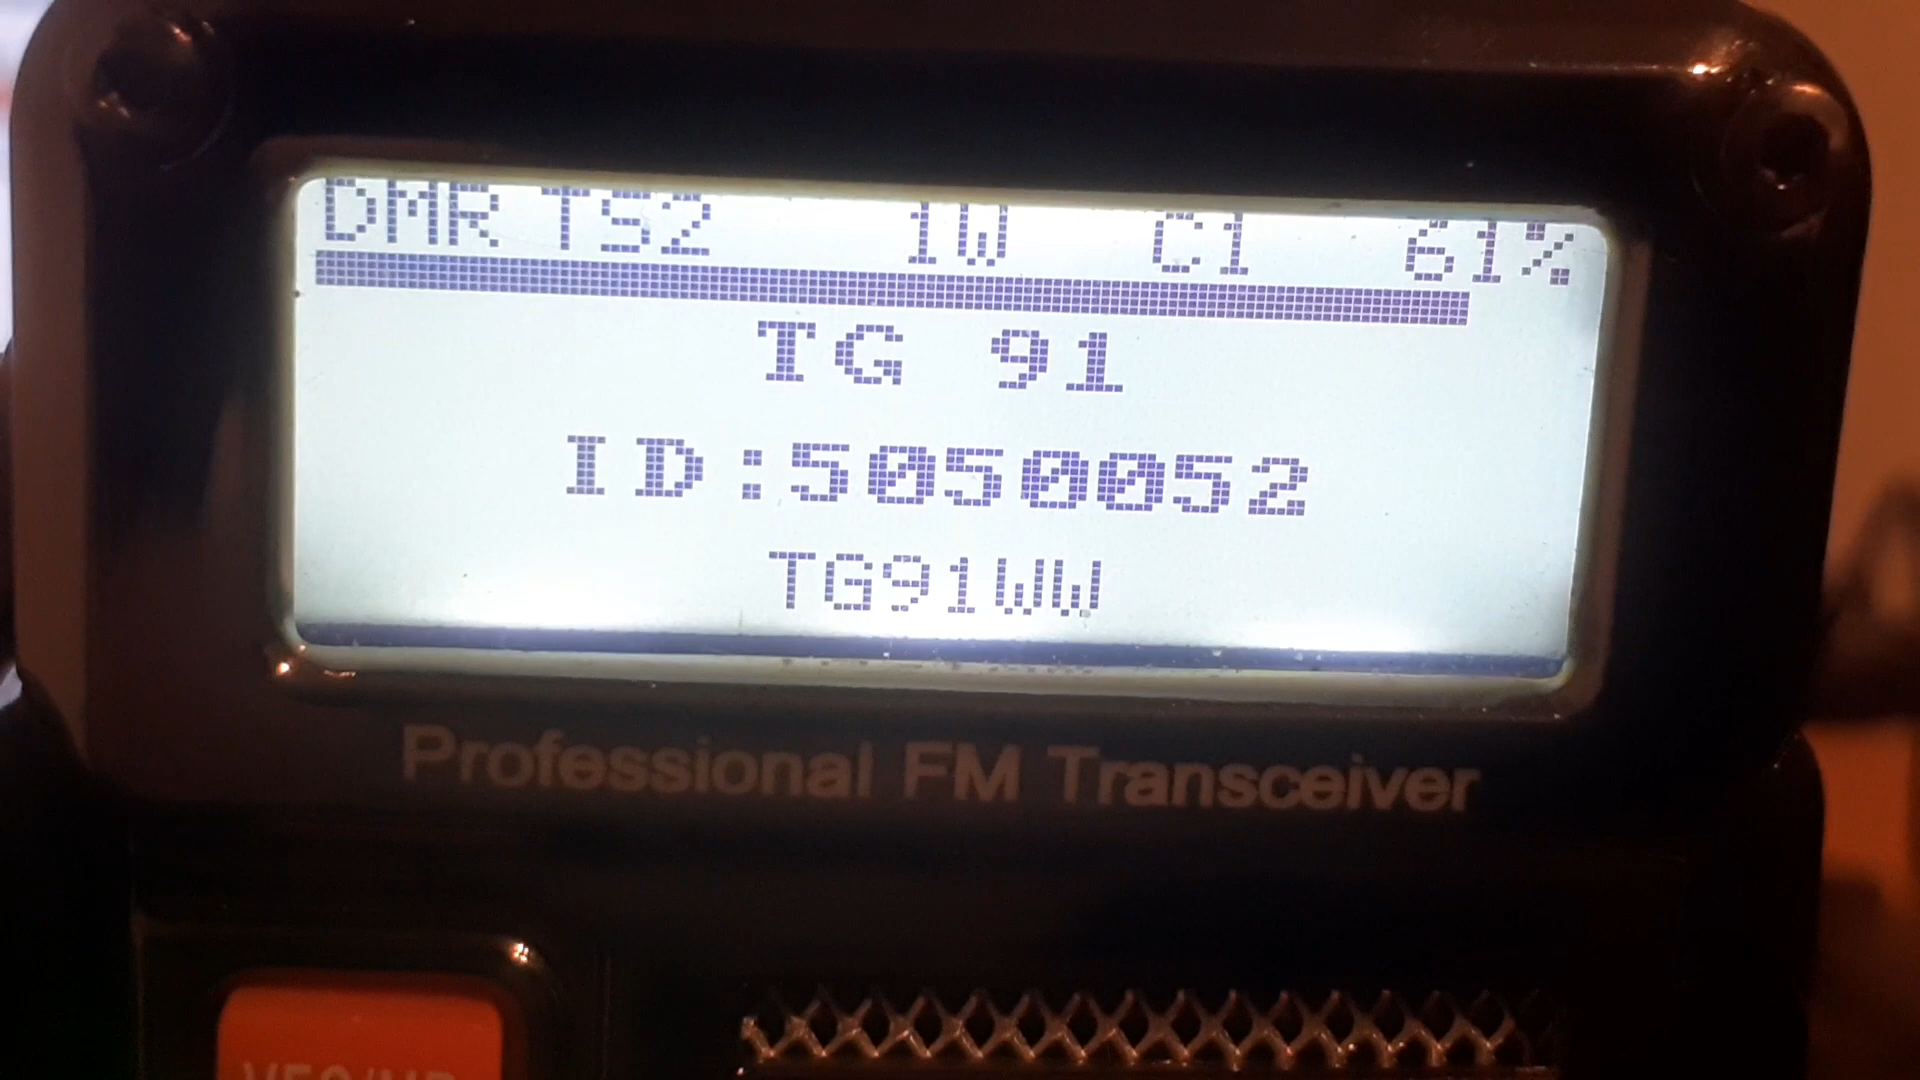 DMR TS2 1W C1 61%
TG 91
ID:5050052
TG91WW
Professional FM Transceiver